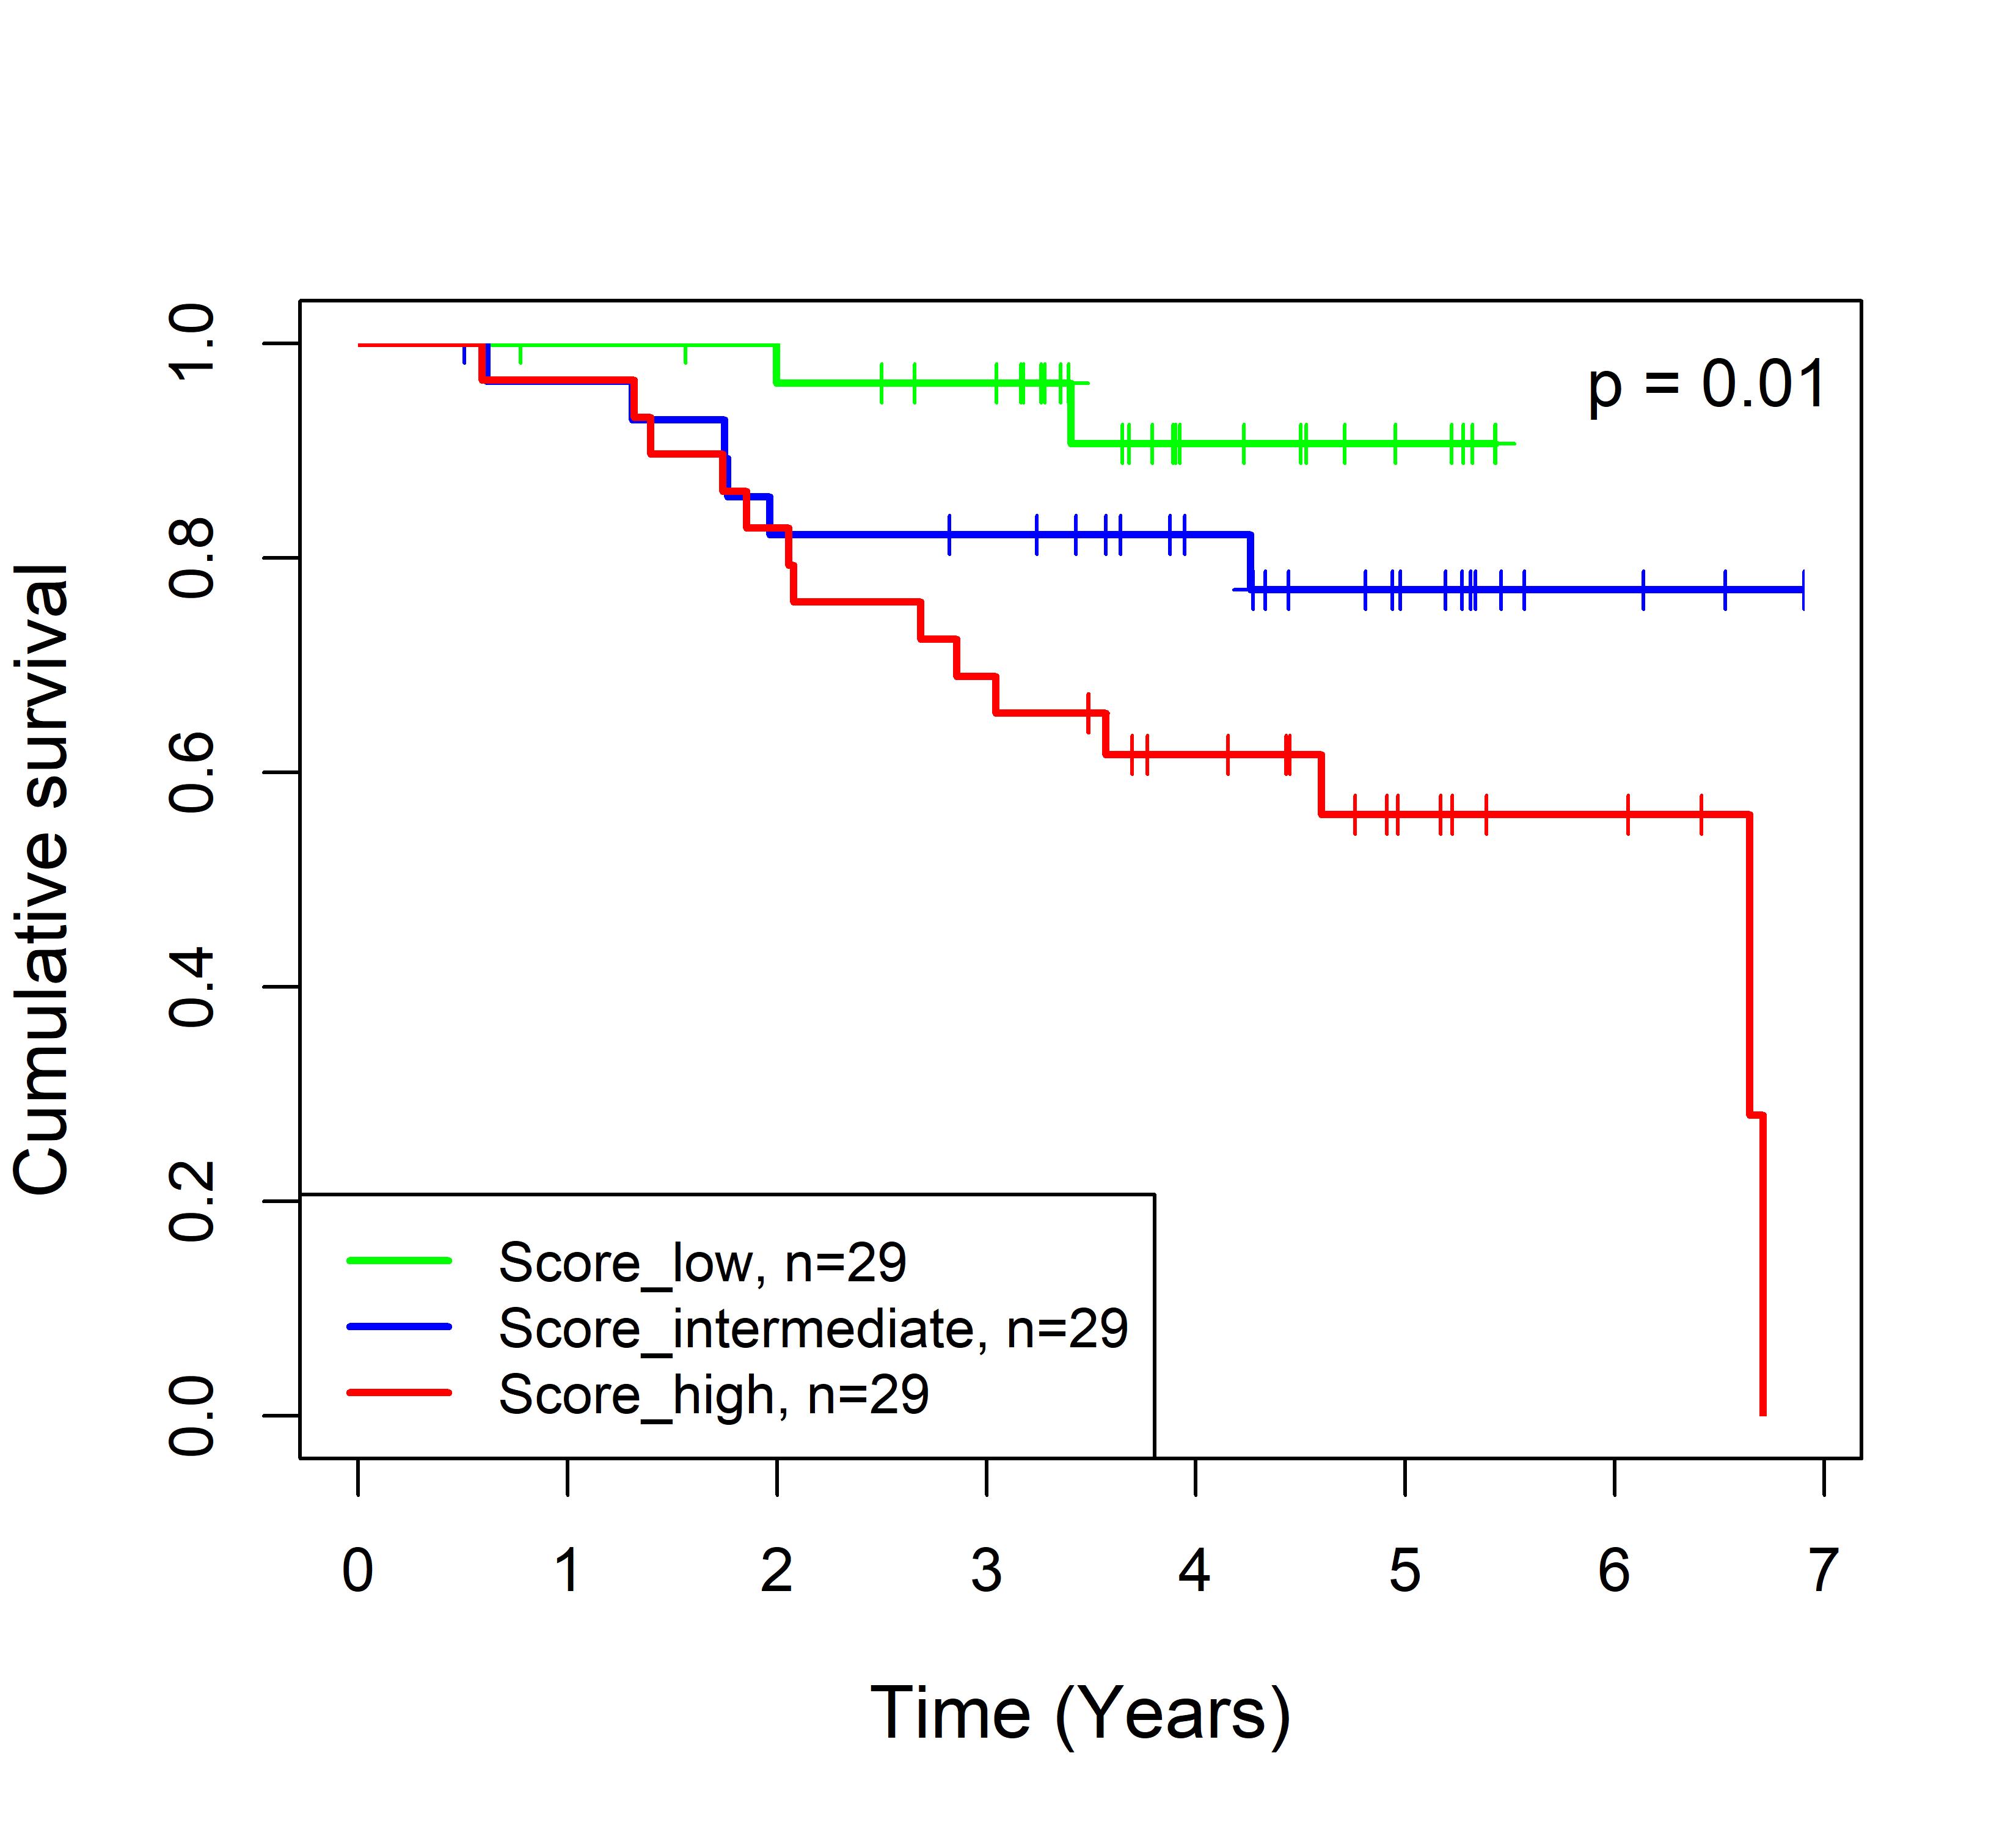 p = 0.01
Cumulative survival
1.0
0.8
0.6
0.4
0.2
0.0
Score_low, n=29
Score_intermediate, n=29
Score_high, n=29
0 1 2 3 4 5 6 7
Time (Years)